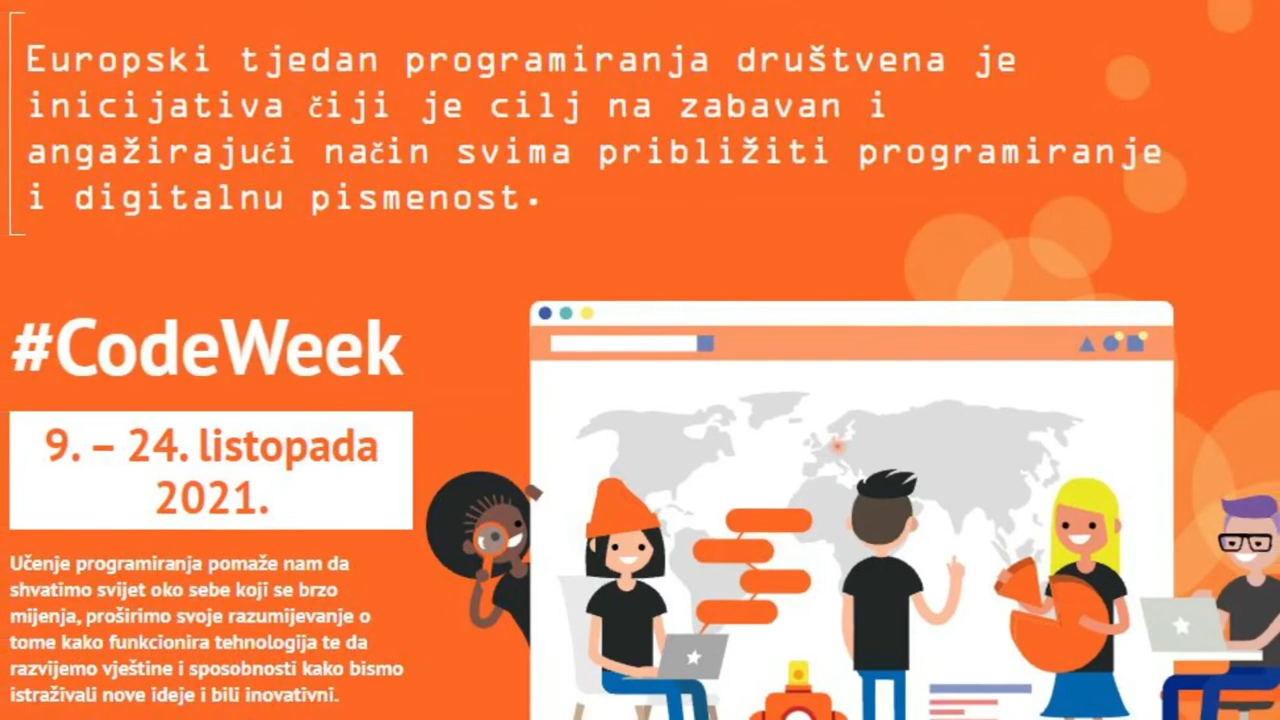 Europski tjedan programiranja društvena je
inicijativa čiji je cilj na zabavan i
angažirajući način svima približiti programiranje
i digitalnu pismenost.
#CodeWeek
9. – 24. listopada
2021.
Učenje programiranja pomaže nam da
shvatimo svijet oko sebe koji se brzo
mijenja, proširimo svoje razumijevanje o
tome kako funkcionira tehnologija te da
razvijemo vještine i sposobnosti kako bismo
istraživali nove ideje i bili inovativni.